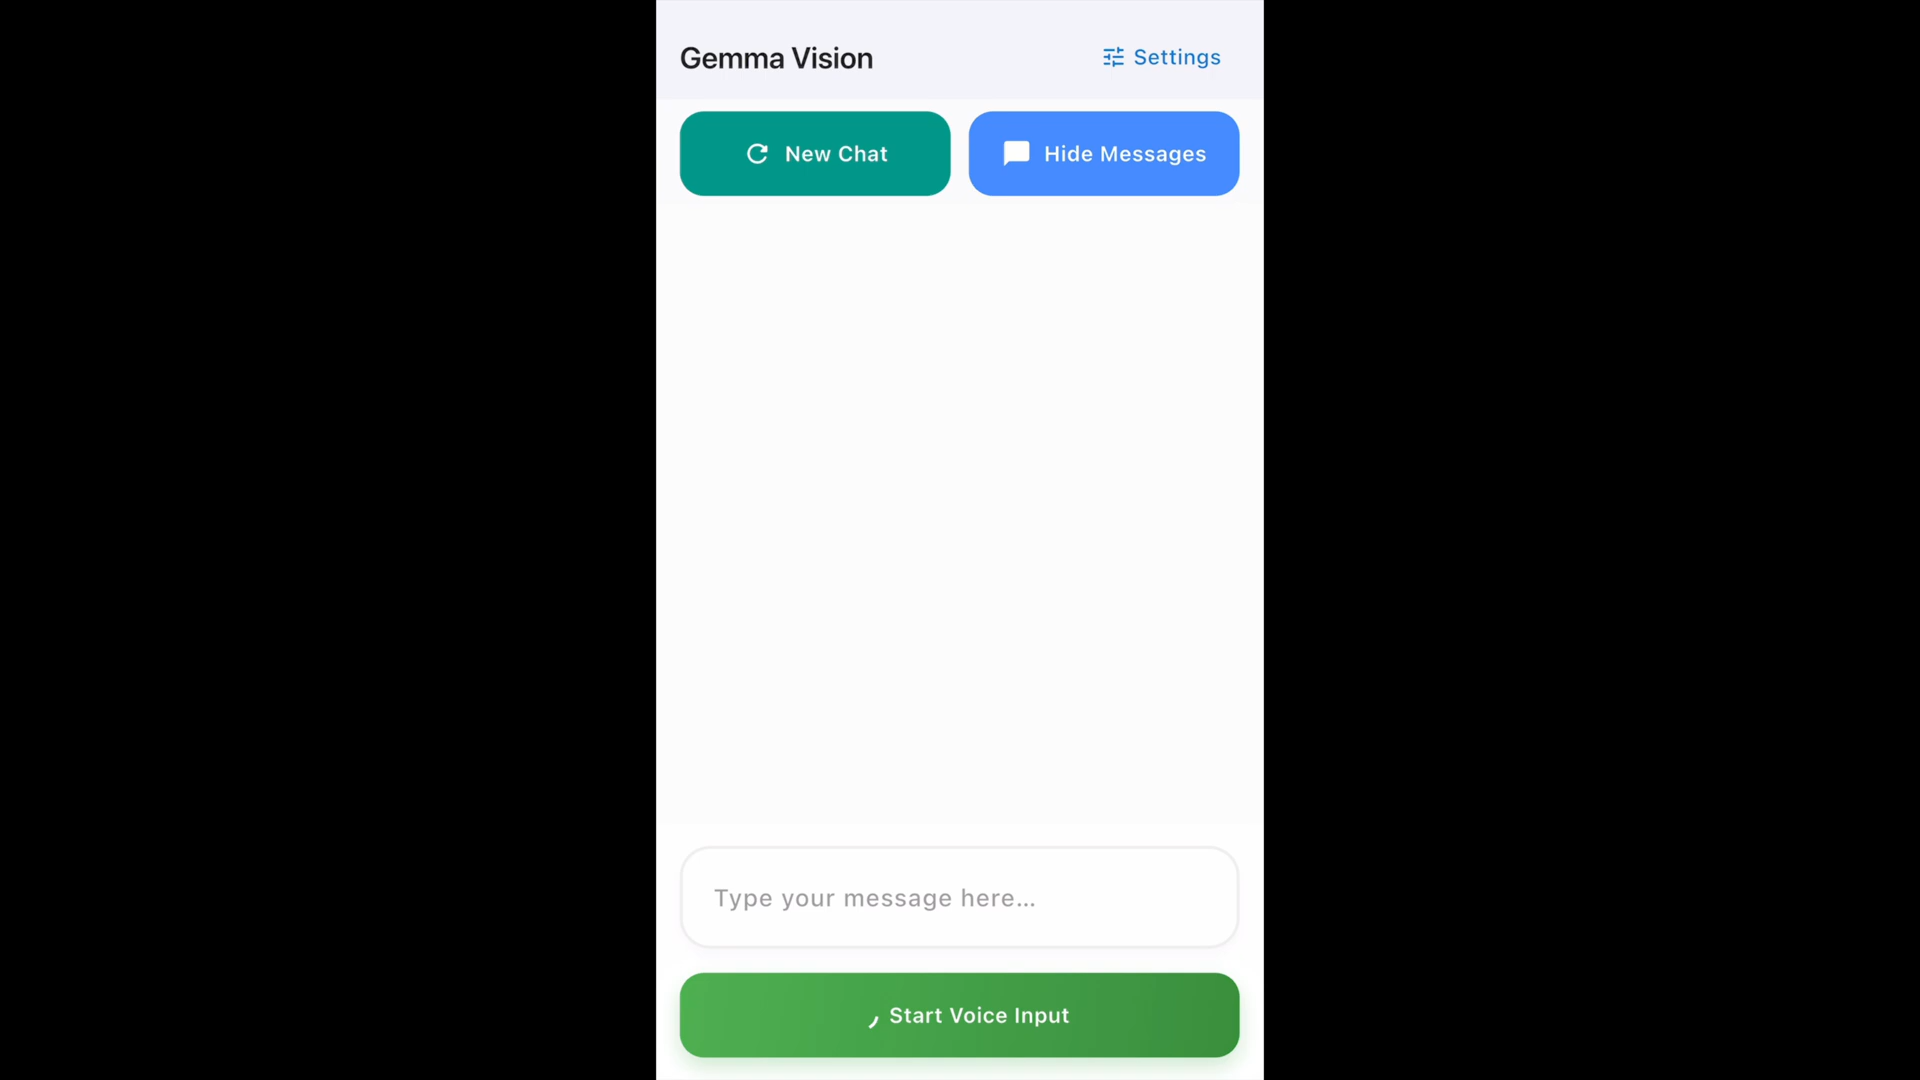 Gemma Vision
Settings
New Chat
Hide Messages
Type your message here...
Start Voice Input